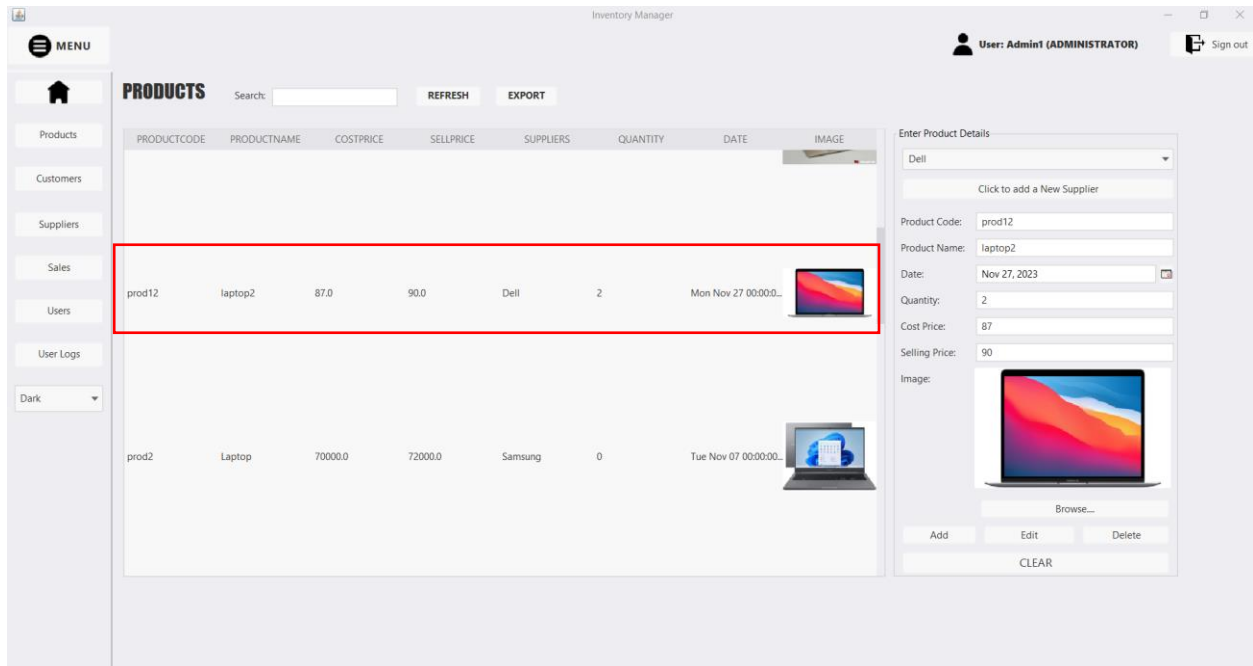 Inventory Manager
MENU
User: Admin1 (ADMINISTRATOR)
Sign out
PRODUCTS
Search:
REFRESH
EXPORT
Products
Customers
Suppliers
Sales
Users
User Logs
Dark
PRODUCTCODE PRODUCTNAME COSTPRICE SELLPRICE SUPPLIERS QUANTITY DATE IMAGE
prod12 laptop2 87.0 90.0 Dell 2 Mon Nov 27 00:00:0...
prod2 Laptop 70000.0 72000.0 Samsung 0 Tue Nov 07 00:00:00...
Enter Product Details
Dell
Click to add a New Supplier
Product Code: prod12
Product Name: laptop2
Date: Nov 27, 2023
Quantity: 2
Cost Price: 87
Selling Price: 90
Image:
Browse...
Add Edit Delete
CLEAR